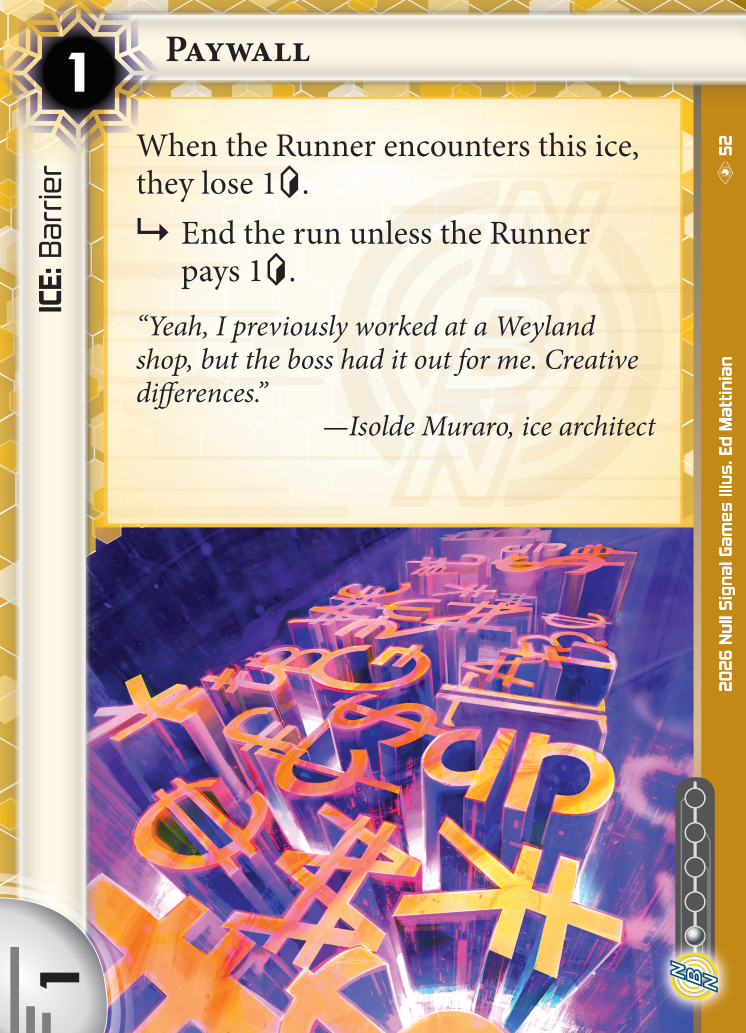 1
PAYWALL
ICE: Barrier
When the Runner encounters this ice,
they lose 1.
End the run unless the Runner
pays 1.
“Yeah, I previously worked at a Weyland
shop, but the boss had it out for me. Creative
differences.”
—Isolde Muraro, ice architect
52
2026 Null Signal Games Illus. Ed Mattinian
1
NBN